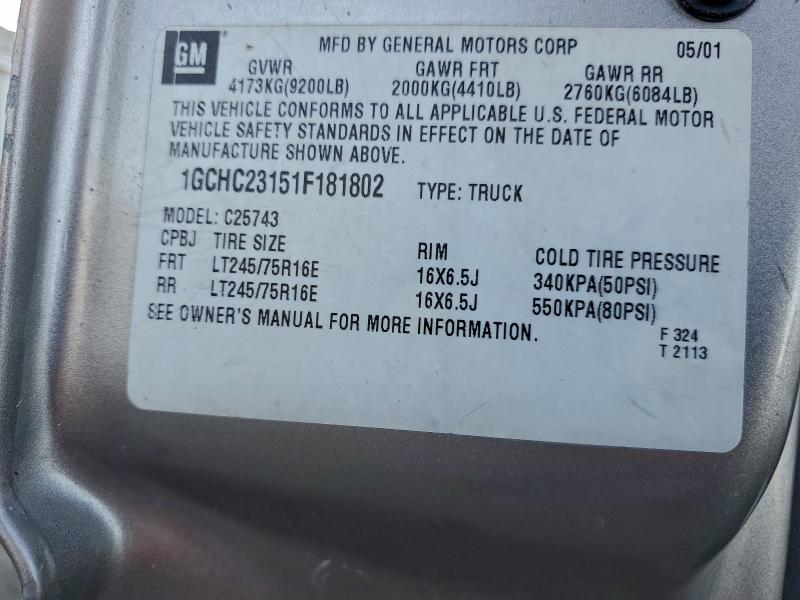 GM
MFD BY GENERAL MOTORS CORP 05/01
GVWR GAWR FRT GAWR RR
4173KG(9200LB) 2000KG(4410LB) 2760KG(6084LB)
THIS VEHICLE CONFORMS TO ALL APPLICABLE U.S. FEDERAL MOTOR
VEHICLE SAFETY STANDARDS IN EFFECT ON THE DATE OF
MANUFACTURE SHOWN ABOVE.
1GCHC23151F181802 TYPE: TRUCK
MODEL: C25743
CPBJ TIRE SIZE RIM COLD TIRE PRESSURE
FRT LT245/75R16E 16X6.5J 340KPA(50PSI)
RR LT245/75R16E 16X6.5J 550KPA(80PSI)
SEE OWNER'S MANUAL FOR MORE INFORMATION.
F 324
T 2113